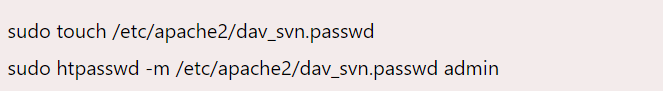 sudo touch /etc/apache2/dav_svn.passwd
sudo htpasswd -m /etc/apache2/dav_svn.passwd admin